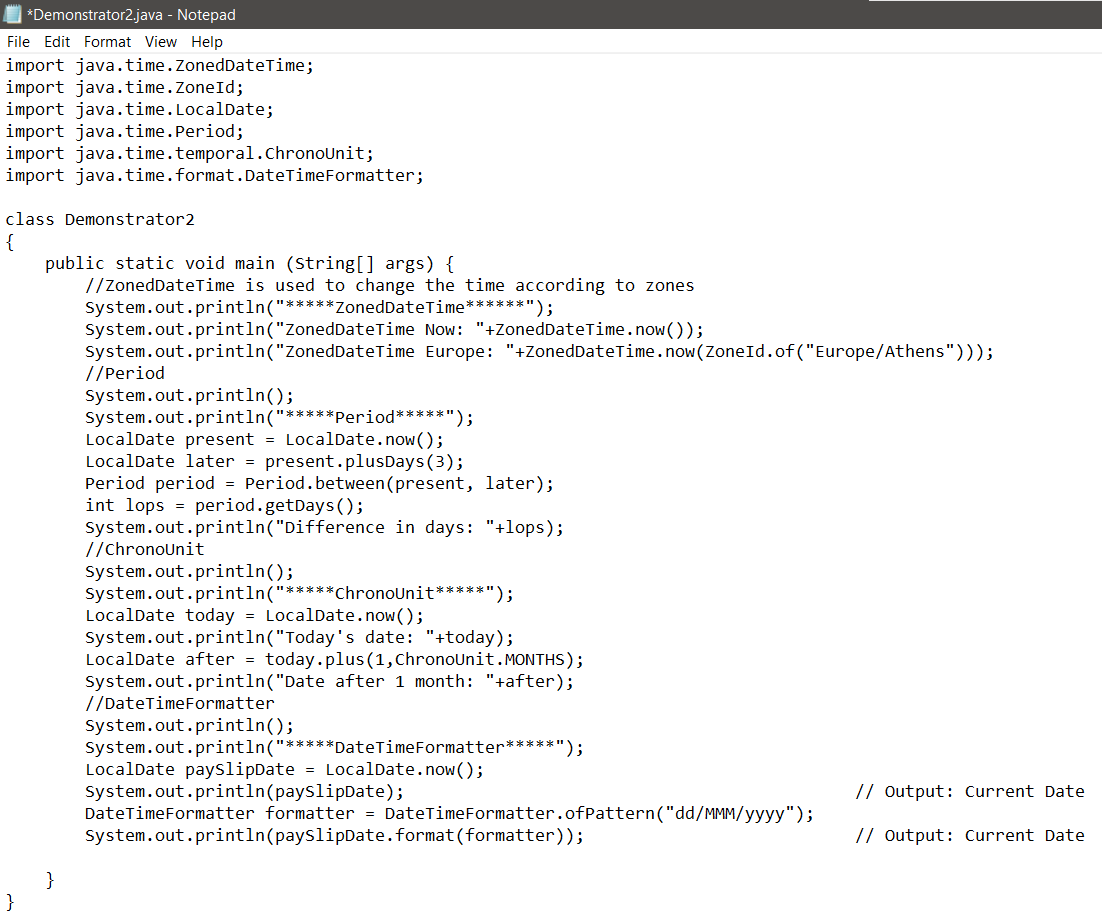 *Demonstrator2.java - Notepad
File Edit Format View Help
import java.time.ZonedDateTime;
import java.time.ZoneId;
import java.time.LocalDate;
import java.time.Period;
import java.time.temporal.ChronoUnit;
import java.time.format.DateTimeFormatter;

class Demonstrator2
{
    public static void main (String[] args) {
        //ZonedDateTime is used to change the time according to zones
        System.out.println("*****ZonedDateTime******");
        System.out.println("ZonedDateTime Now: "+ZonedDateTime.now());
        System.out.println("ZonedDateTime Europe: "+ZonedDateTime.now(ZoneId.of("Europe/Athens")));
        //Period
        System.out.println();
        System.out.println("*****Period*****");
        LocalDate present = LocalDate.now();
        LocalDate later = present.plusDays(3);
        Period period = Period.between(present, later);
        int lops = period.getDays();
        System.out.println("Difference in days: "+lops);
        //ChronoUnit
        System.out.println();
        System.out.println("*****ChronoUnit*****");
        LocalDate today = LocalDate.now();
        System.out.println("Today's date: "+today);
        LocalDate after = today.plus(1,ChronoUnit.MONTHS);
        System.out.println("Date after 1 month: "+after);
        //DateTimeFormatter
        System.out.println();
        System.out.println("*****DateTimeFormatter*****");
        LocalDate paySlipDate = LocalDate.now();
        System.out.println(paySlipDate); // Output: Current Date
        DateTimeFormatter formatter = DateTimeFormatter.ofPattern("dd/MMM/yyyy");
        System.out.println(paySlipDate.format(formatter)); // Output: Current Date

    }
}